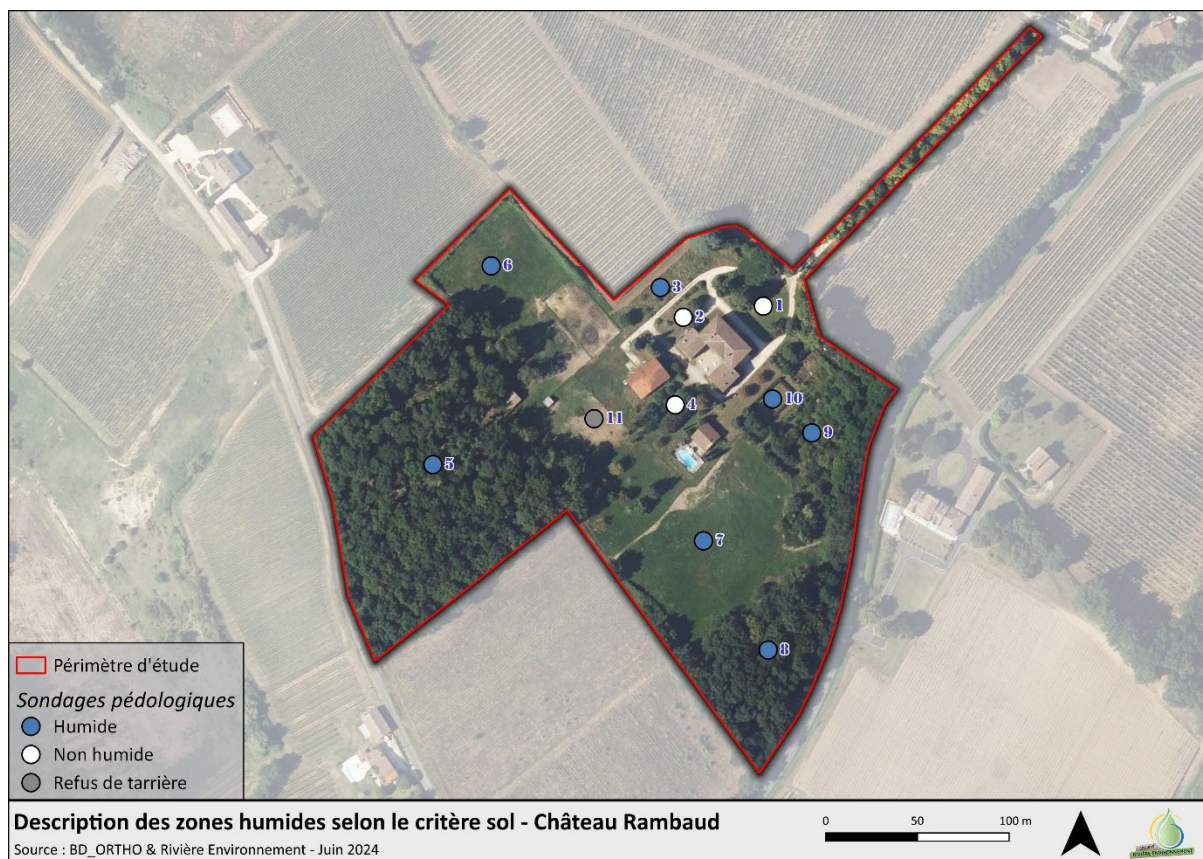 6
3
1
2
10
4
11
9
5
7
8
Périmètre d'étude
Sondages pédologiques
Humide
Non humide
Refus de tarrière
Description des zones humides selon le critère sol - Château Rambaud
Source : BD_ORTHO & Rivière Environnement - Juin 2024
0 50 100 m
RIVIÈRE ENVIRONNEMENT